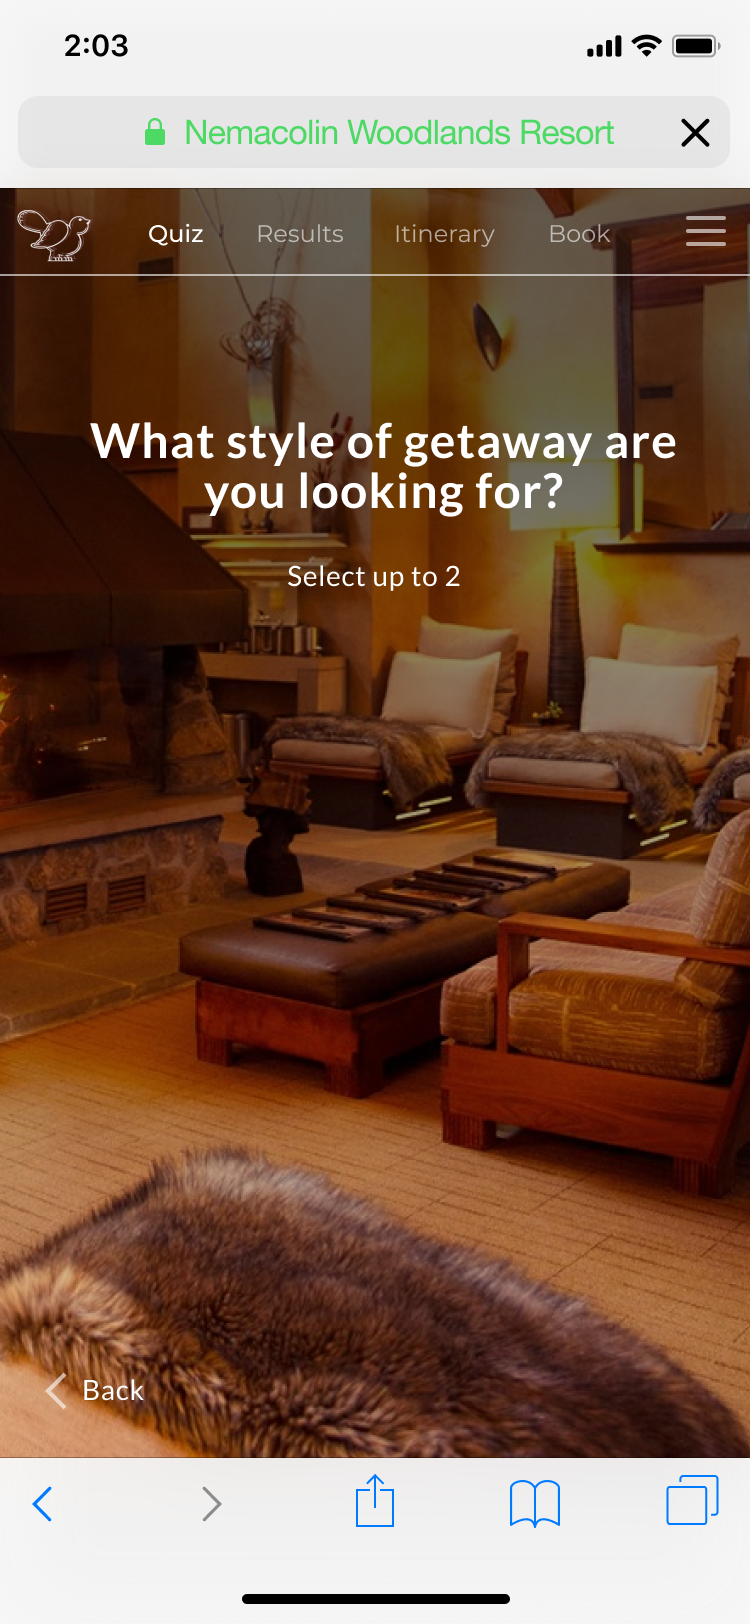 2:03
Nemacolin Woodlands Resort
Quiz Results Itinerary Book
What style of getaway are
you looking for?
Select up to 2
Back